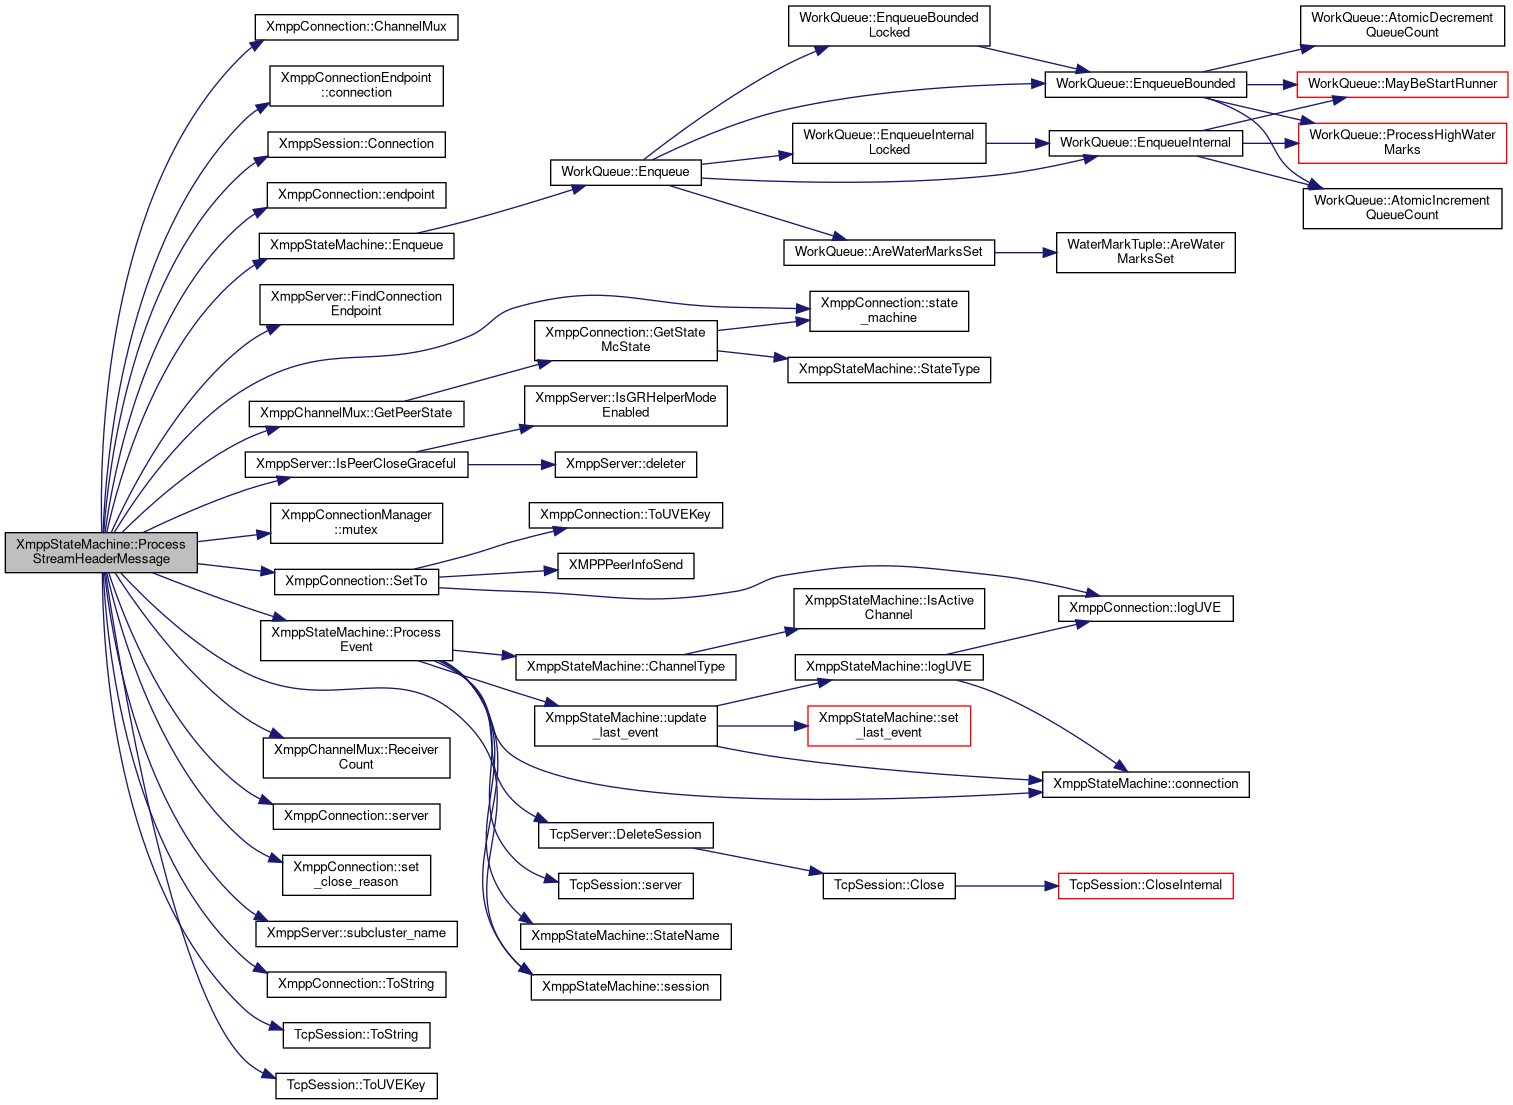 XmppStateMachine::Process
StreamHeaderMessage
XmppConnection::ChannelMux
XmppConnectionEndpoint
::connection
XmppSession::Connection
XmppConnection::endpoint
XmppStateMachine::Enqueue
XmppServer::FindConnection
Endpoint
XmppChannelMux::GetPeerState
XmppServer::IsPeerCloseGraceful
XmppConnectionManager
::mutex
XmppConnection::SetTo
XmppStateMachine::Process
Event
XmppChannelMux::Receiver
Count
XmppConnection::server
XmppConnection::set
_close_reason
XmppServer::subcluster_name
XmppConnection::ToString
TcpSession::ToString
TcpSession::ToUVEKey
WorkQueue::Enqueue
XmppConnection::GetState
McState
XmppServer::IsGRHelperMode
Enabled
XmppServer::deleter
XmppConnection::ToUVEKey
XMPPPeerInfoSend
XmppStateMachine::ChannelType
XmppStateMachine::update
_last_event
TcpServer::DeleteSession
TcpSession::server
XmppStateMachine::StateName
XmppStateMachine::session
WorkQueue::EnqueueBounded
Locked
WorkQueue::EnqueueInternal
Locked
WorkQueue::AreWaterMarksSet
XmppConnection::state
_machine
XmppStateMachine::StateType
XmppStateMachine::IsActive
Channel
XmppStateMachine::logUVE
XmppStateMachine::set
_last_event
TcpSession::Close
WorkQueue::EnqueueBounded
WorkQueue::EnqueueInternal
WaterMarkTuple::AreWater
MarksSet
XmppConnection::logUVE
XmppStateMachine::connection
TcpSession::CloseInternal
WorkQueue::AtomicDecrement
QueueCount
WorkQueue::MayBeStartRunner
WorkQueue::ProcessHighWater
Marks
WorkQueue::AtomicIncrement
QueueCount